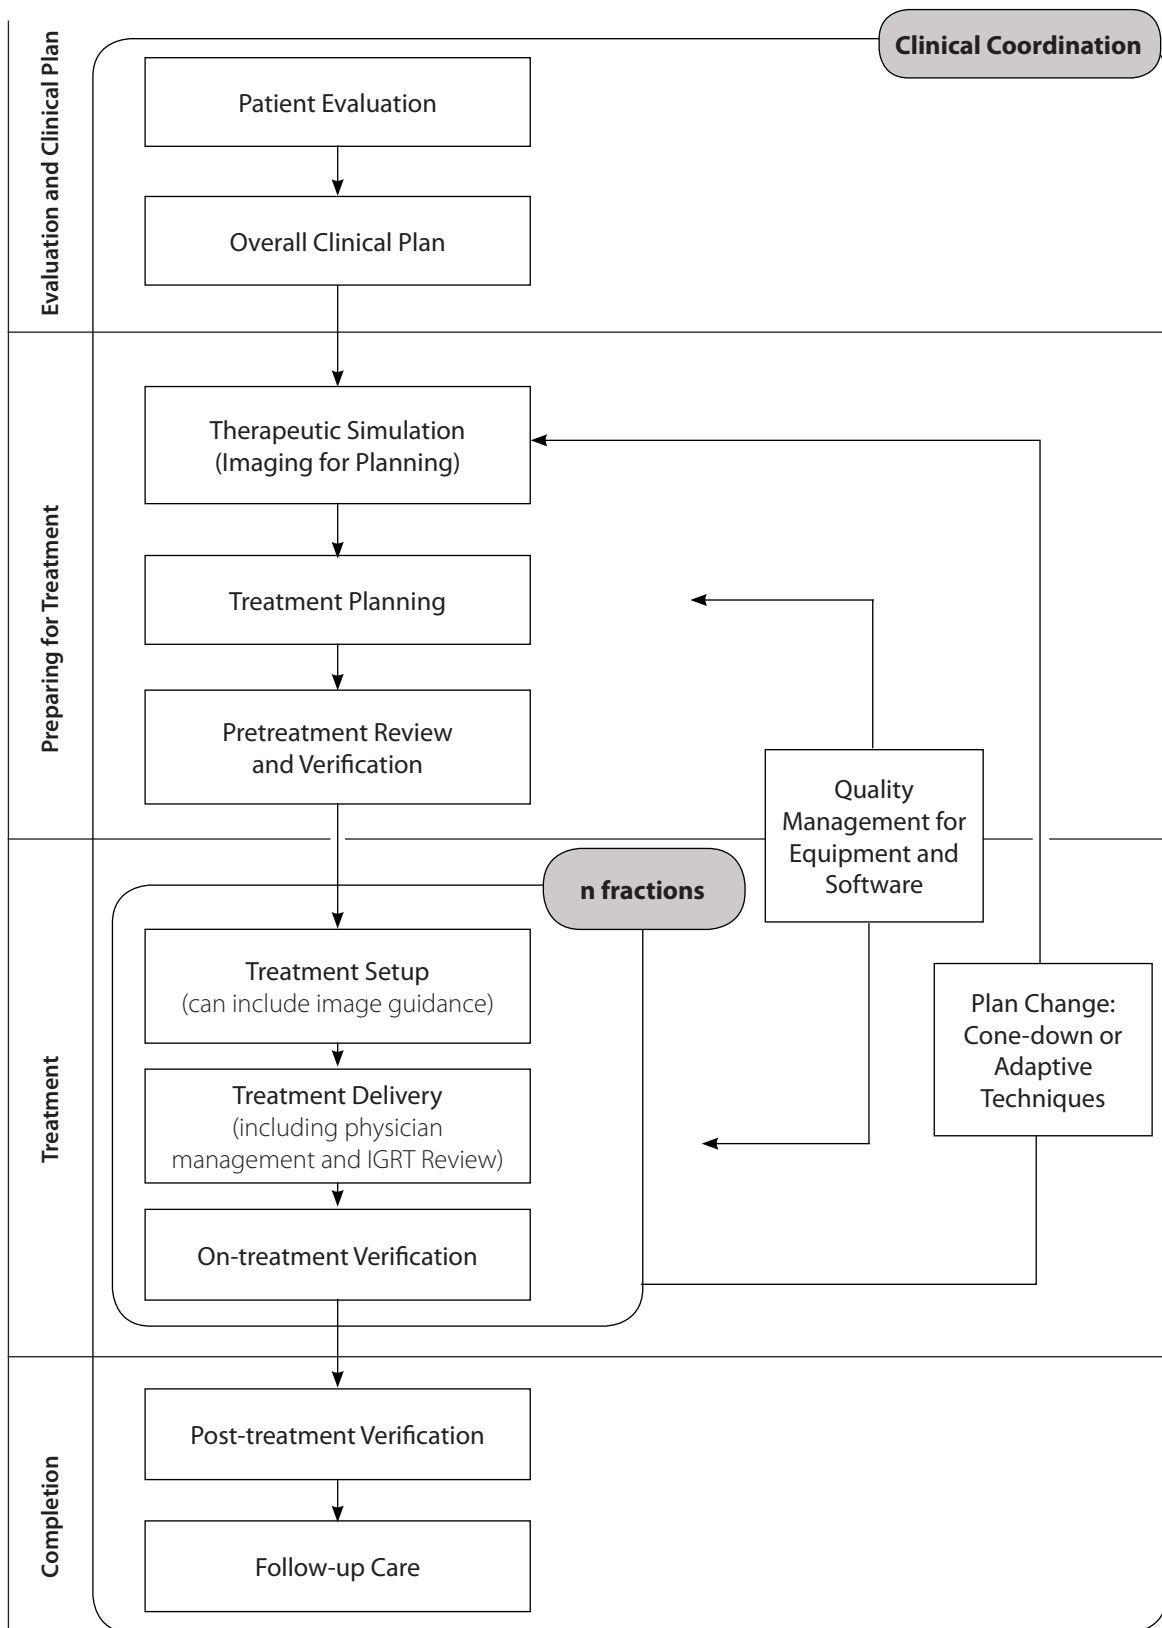 Clinical Coordination
Evaluation and Clinical Plan
Patient Evaluation
Overall Clinical Plan
Preparing for Treatment
Therapeutic Simulation
(Imaging for Planning)
Treatment Planning
Pretreatment Review
and Verification
Quality
Management for
Equipment and
Software
Treatment
n fractions
Treatment Setup
(can include image guidance)
Treatment Delivery
(including physician
management and IGRT Review)
On-treatment Verification
Plan Change:
Cone-down or
Adaptive
Techniques
Completion
Post-treatment Verification
Follow-up Care